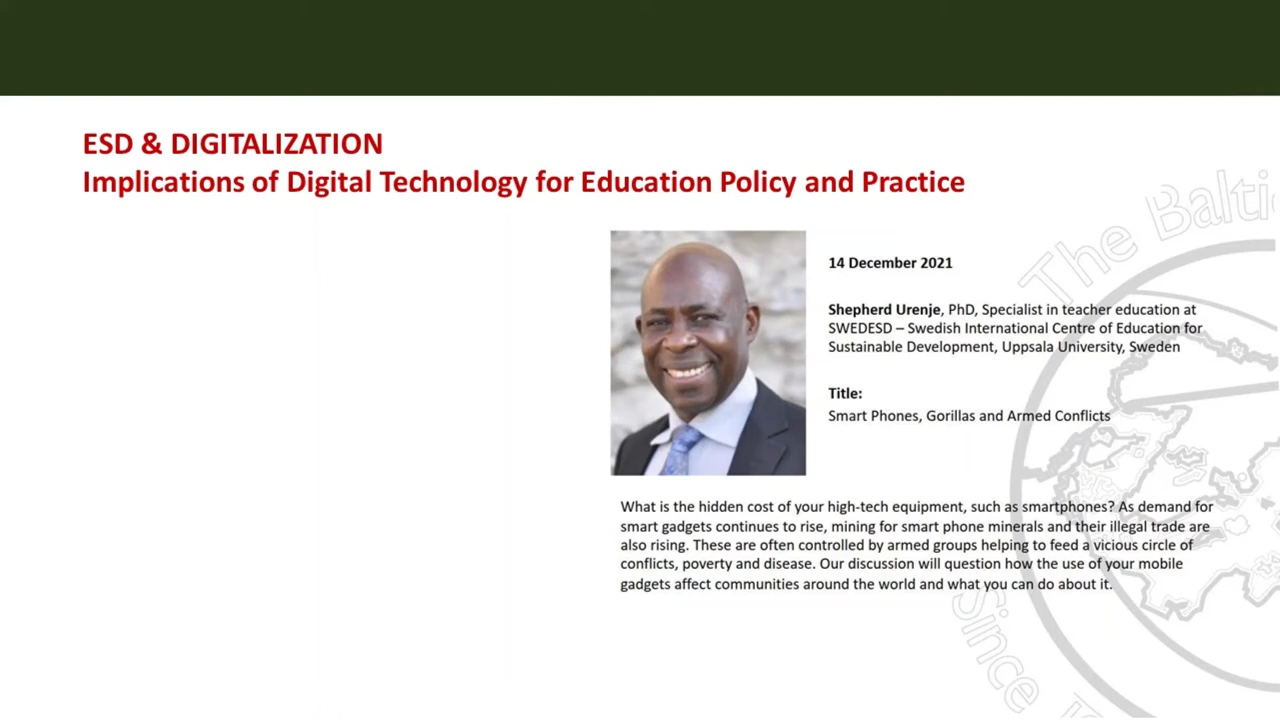 ESD & DIGITALIZATION
Implications of Digital Technology for Education Policy and Practice
14 December 2021
Shepherd Urenje, PhD, Specialist in teacher education at
SWEDESD – Swedish International Centre of Education for
Sustainable Development, Uppsala University, Sweden
Title:
Smart Phones, Gorillas and Armed Conflicts
What is the hidden cost of your high-tech equipment, such as smartphones? As demand for
smart gadgets continues to rise, mining for smart phone minerals and their illegal trade are
also rising. These are often controlled by armed groups helping to feed a vicious circle of
conflicts, poverty and disease. Our discussion will question how the use of your mobile
gadgets affect communities around the world and what you can do about it.
The Baltic
Since